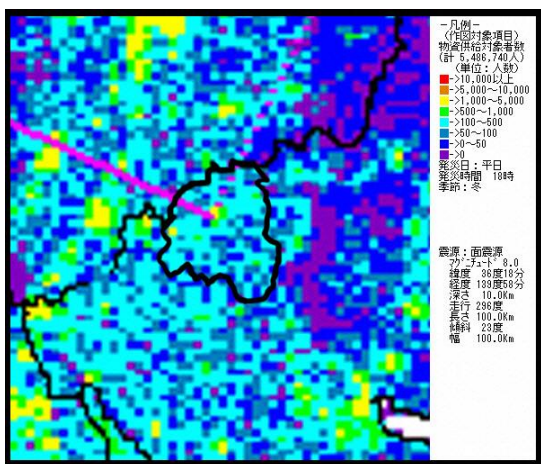 －凡例－
(作図対象項目)
物資供給対象者数
(計 5,486,740人)
(単位：人数)
->10,000以上
->5,000～10,000
->1,000～5,000
->500～1,000
->100～500
->50～100
->0～50
->0
発災日：平日
発災時間 18時
季節：冬
震源：面震源
ﾏｸﾞﾆﾁｭｰﾄﾞ 8.0
緯度 36度18分
経度 139度58分
深さ 10.0Km
走行 296度
長さ 100.0Km
傾斜 23度
幅 100.0Km